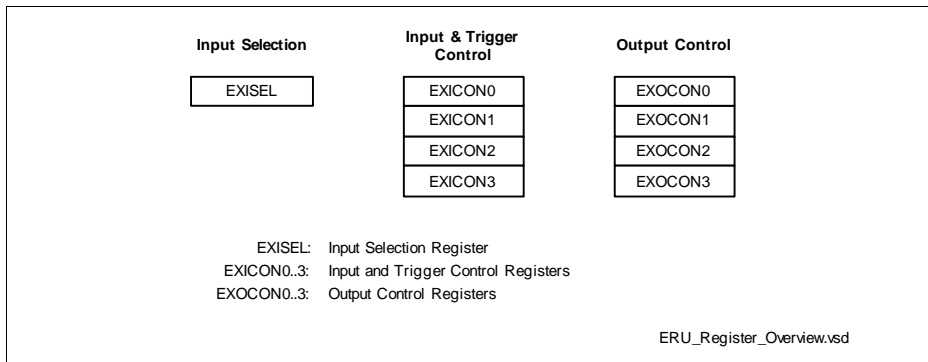 Input Selection
Input & Trigger
Control
Output Control
EXISEL
EXICON0
EXICON1
EXICON2
EXICON3
EXOCON0
EXOCON1
EXOCON2
EXOCON3
EXISEL: Input Selection Register
EXICON0..3: Input and Trigger Control Registers
EXOCON0..3: Output Control Registers
ERU_Register_Overview.vsd